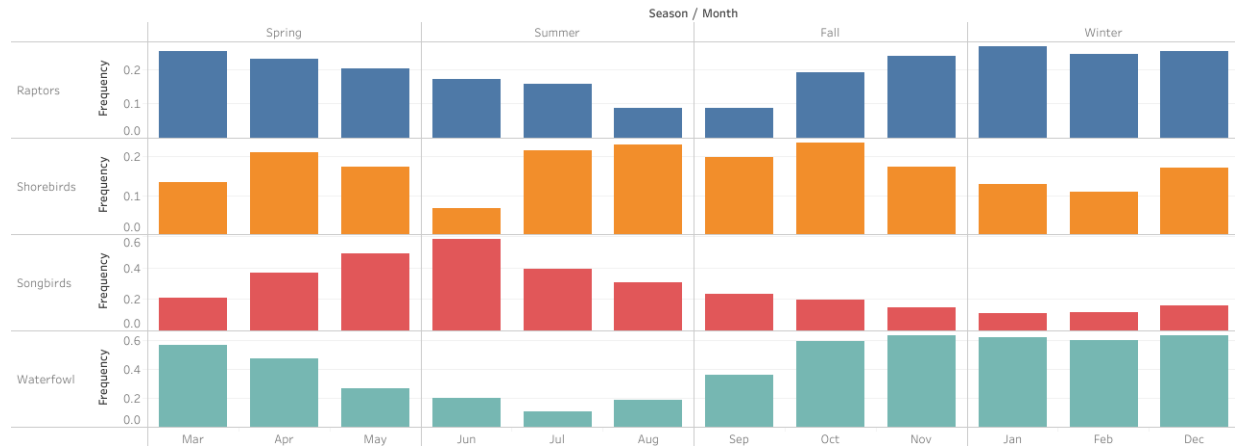 Season / Month
Spring Summer Fall Winter
Raptors Frequency 0.2 0.1 0.0
Shorebirds Frequency 0.2 0.1 0.0
Songbirds Frequency 0.6 0.4 0.2 0.0
Waterfowl Frequency 0.6 0.4 0.2 0.0
Mar Apr May Jun Jul Aug Sep Oct Nov Jan Feb Dec